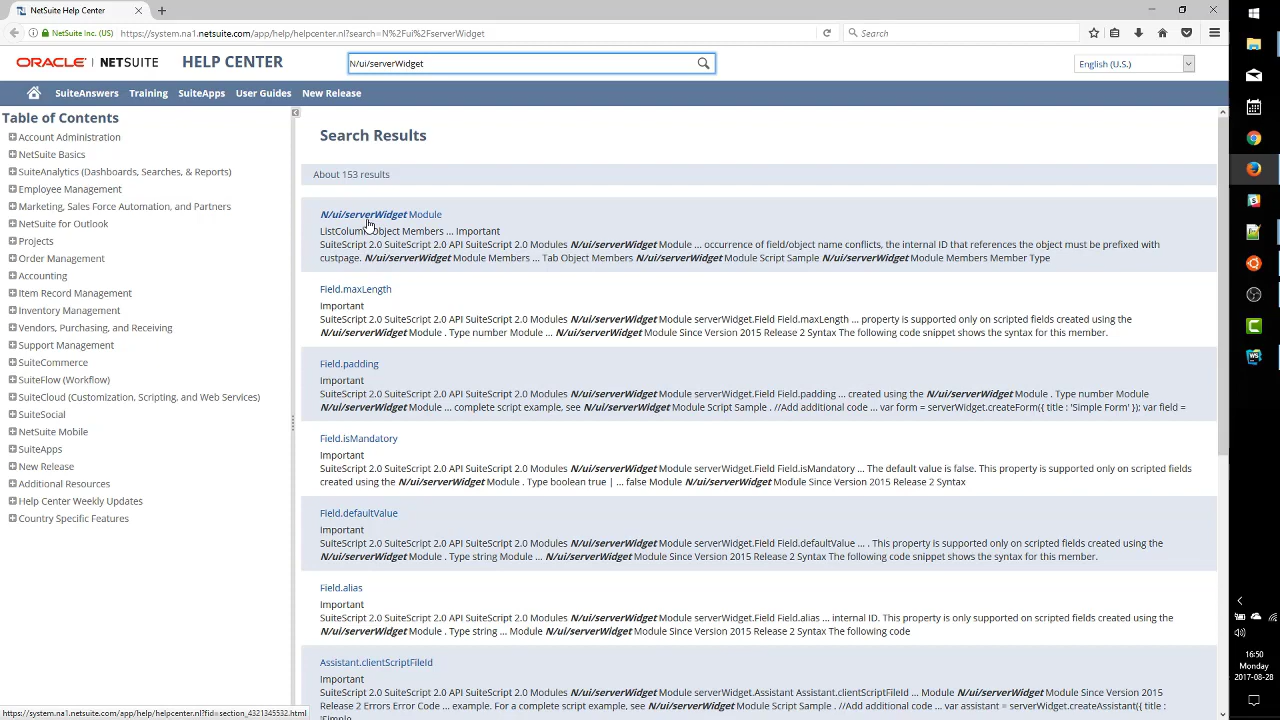 NetSuite Help Center
NetSuite Inc. (US)
https://system.na1.netsuite.com/app/help/helpcenter.nl?search=N%2Fui%2FserverWidget
Search
ORACLE | NETSUITE
HELP CENTER
N/ui/serverWidget
English (U.S.)
SuiteAnswers
Training
SuiteApps
User Guides
New Release
Table of Contents
Account Administration
NetSuite Basics
SuiteAnalytics (Dashboards, Searches, & Reports)
Employee Management
Marketing, Sales Force Automation, and Partners
NetSuite for Outlook
Projects
Order Management
Accounting
Item Record Management
Inventory Management
Vendors, Purchasing, and Receiving
Support Management
SuiteCommerce
SuiteFlow (Workflow)
SuiteCloud (Customization, Scripting, and Web Services)
SuiteSocial
NetSuite Mobile
SuiteApps
New Release
Additional Resources
Help Center Weekly Updates
Country Specific Features
Search Results
About 153 results
N/ui/serverWidget Module
ListColumn Object Members ... Important
SuiteScript 2.0 SuiteScript 2.0 API SuiteScript 2.0 Modules N/ui/serverWidget Module ... occurrence of field/object name conflicts, the internal ID that references the object must be prefixed with
custpage. N/ui/serverWidget Module Members ... Tab Object Members N/ui/serverWidget Module Script Sample N/ui/serverWidget Module Members Member Type
Field.maxLength
Important
SuiteScript 2.0 SuiteScript 2.0 API SuiteScript 2.0 Modules N/ui/serverWidget Module serverWidget.Field Field.maxLength ... property is supported only on scripted fields created using the
N/ui/serverWidget Module . Type number Module ... N/ui/serverWidget Module Since Version 2015 Release 2 Syntax The following code snippet shows the syntax for this member.
Field.padding
Important
SuiteScript 2.0 SuiteScript 2.0 API SuiteScript 2.0 Modules N/ui/serverWidget Module serverWidget.Field Field.padding ... created using the N/ui/serverWidget Module . Type number Module
N/ui/serverWidget Module ... complete script example, see N/ui/serverWidget Module Script Sample . //Add additional code ... var form = serverWidget.createForm({ title : 'Simple Form' }); var field =
Field.isMandatory
Important
SuiteScript 2.0 SuiteScript 2.0 API SuiteScript 2.0 Modules N/ui/serverWidget Module serverWidget.Field Field.isMandatory ... The default value is false. This property is supported only on scripted fields
created using the N/ui/serverWidget Module . Type boolean true | ... false Module N/ui/serverWidget Module Since Version 2015 Release 2 Syntax
Field.defaultValue
Important
SuiteScript 2.0 SuiteScript 2.0 API SuiteScript 2.0 Modules N/ui/serverWidget Module serverWidget.Field Field.defaultValue ... . This property is supported only on scripted fields created using the
N/ui/serverWidget Module . Type string Module ... N/ui/serverWidget Module Since Version 2015 Release 2 Syntax The following code snippet shows the syntax for this member.
Field.alias
Important
SuiteScript 2.0 SuiteScript 2.0 API SuiteScript 2.0 Modules N/ui/serverWidget Module serverWidget.Field Field.alias ... internal ID. This property is only supported on scripted fields created using the
N/ui/serverWidget Module . Type string ... Module N/ui/serverWidget Module Since Version 2015 Release 2 Syntax The following code
Assistant.clientScriptFileId
Important
SuiteScript 2.0 SuiteScript 2.0 API SuiteScript 2.0 Modules N/ui/serverWidget Module serverWidget.Assistant Assistant.clientScriptFileId ... Module N/ui/serverWidget Module Since Version 2015
Release 2 Errors Error Code ... example. For a complete script example, see N/ui/serverWidget Module Script Sample . //Add additional code ... var assistant = serverWidget.createAssistant({ title :
'Simple
https://system.na1.netsuite.com/app/help/helpcenter.nl?fid=section_4321345532.html
16:50
Monday
2017-08-28